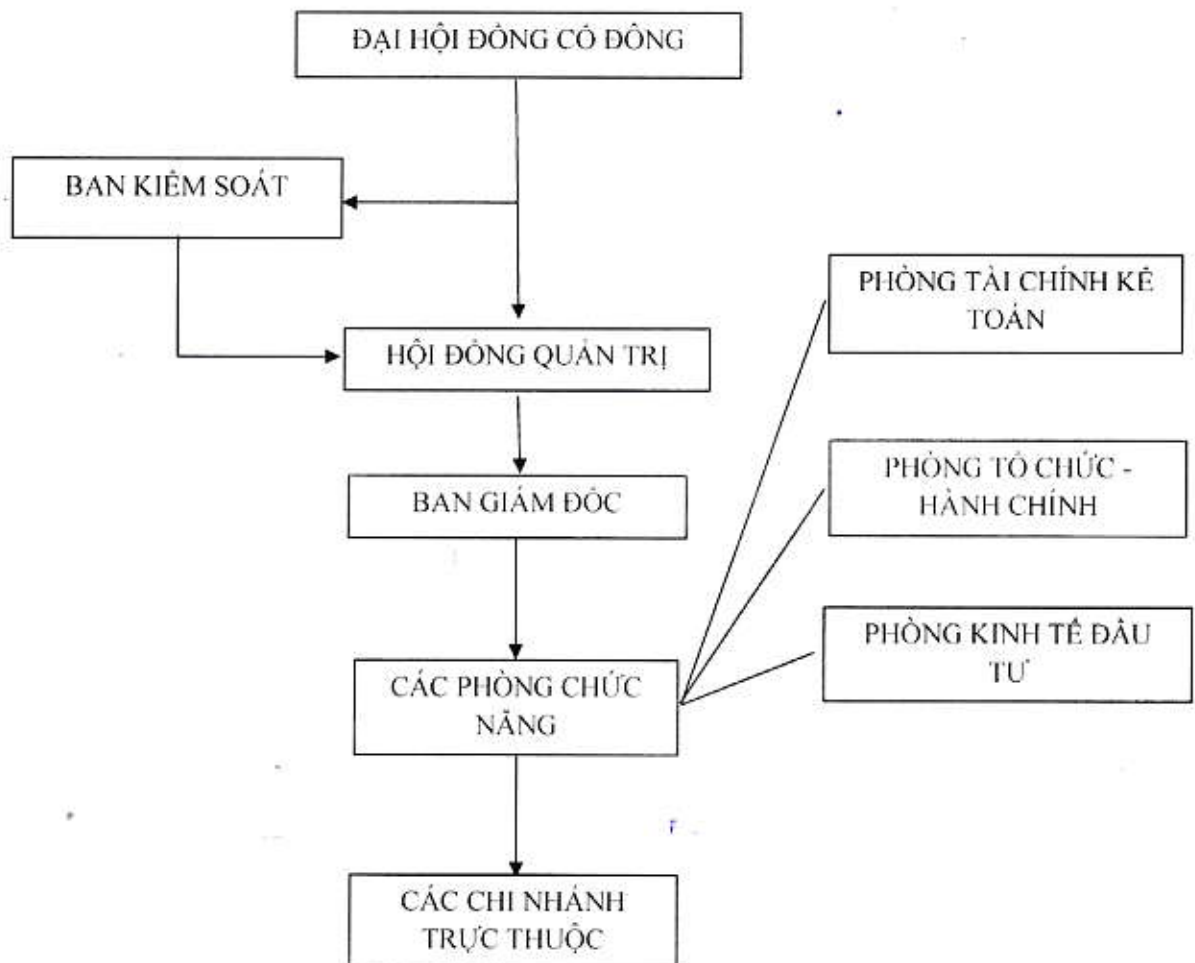 ĐẠI HỘI ĐỒNG CỔ ĐÔNG
BAN KIỂM SOÁT
PHÒNG TÀI CHÍNH KẾ
TOÁN
HỘI ĐỒNG QUẢN TRỊ
PHÒNG TỔ CHỨC -
HÀNH CHÍNH
BAN GIÁM ĐỐC
PHÒNG KINH TẾ ĐẦU
TƯ
CÁC PHÒNG CHỨC
NĂNG
CÁC CHI NHÁNH
TRỰC THUỘC